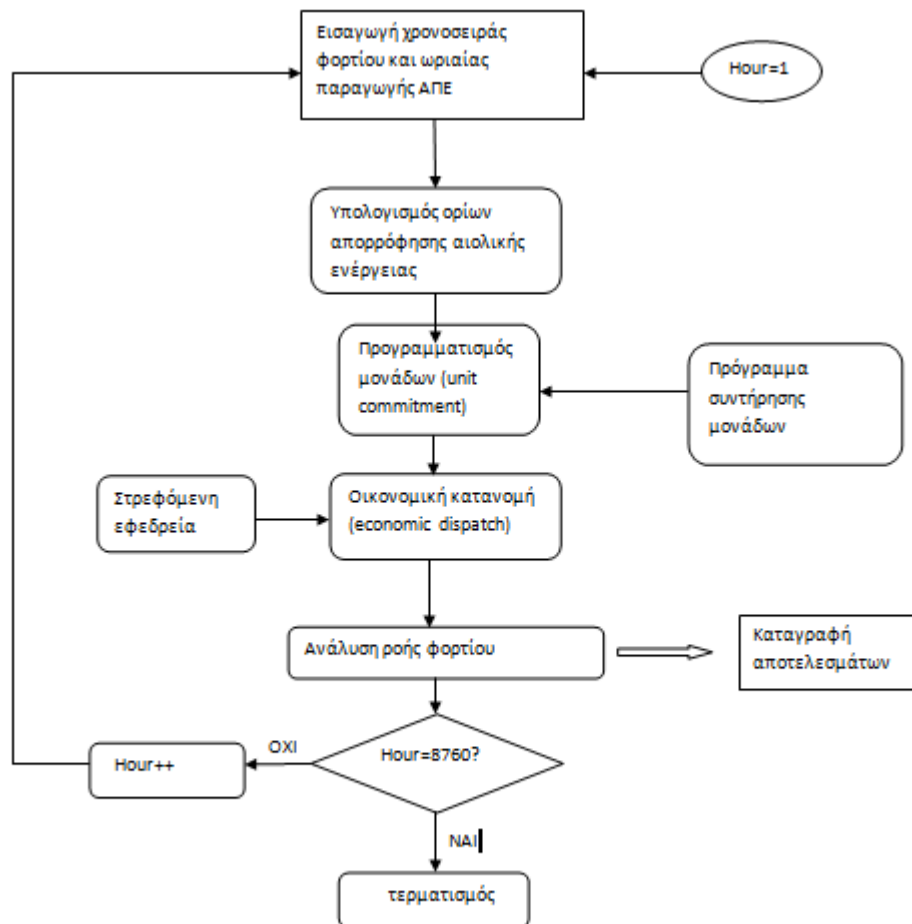 Εισαγωγή χρονοσειράς
φορτίου και ωριαίας
παραγωγής ΑΠΕ
Hour=1
Υπολογισμός ορίων
απορρόφησης αιολικής
ενέργειας
Προγραμματισμός
μονάδων (unit
commitment)
Πρόγραμμα
συντήρησης
μονάδων
Στρεφόμενη
εφεδρεία
Οικονομική κατανομή
(economic dispatch)
Ανάλυση ροής φορτίου
Καταγραφή
αποτελεσμάτων
Hour=8760?
ΟΧΙ
Hour++
ΝΑΙ
τερματισμός